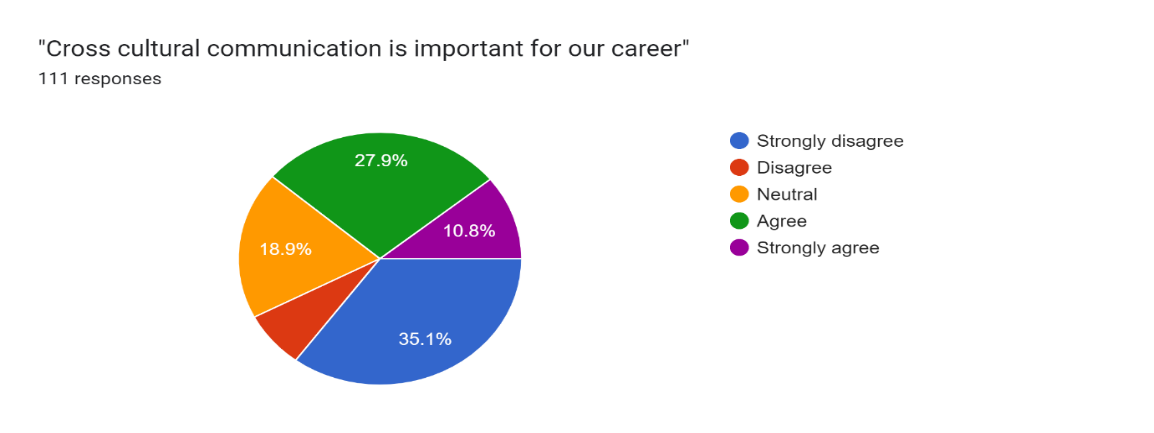 "Cross cultural communication is important for our career"
111 responses
27.9%
10.8%
18.9%
35.1%
Strongly disagree
Disagree
Neutral
Agree
Strongly agree